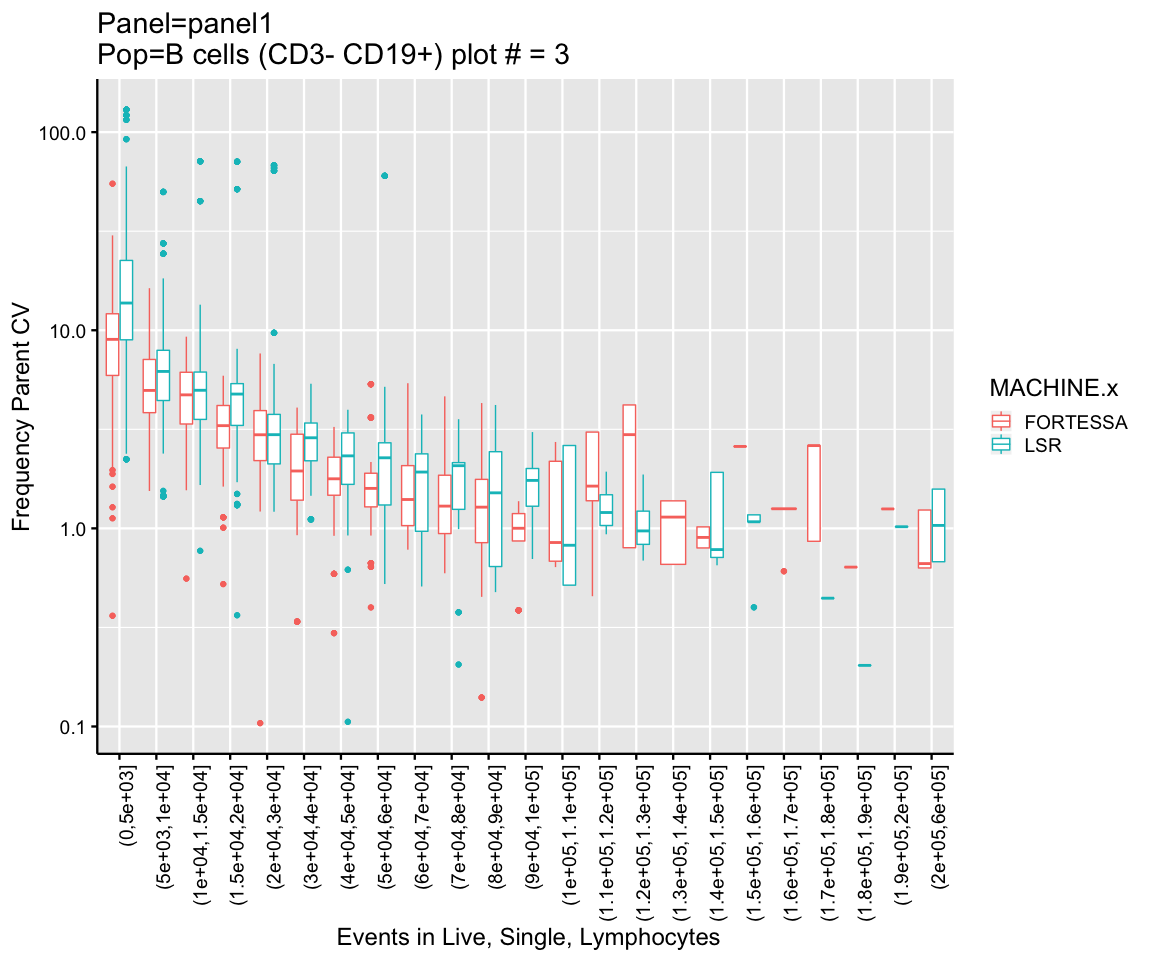 Panel=panel1
Pop=B cells (CD3- CD19+) plot # = 3
Frequency Parent CV
100.0
10.0
1.0
0.1
(0,5e+03]
(5e+03,1e+04]
(1e+04,1.5e+04]
(1.5e+04,2e+04]
(2e+04,3e+04]
(3e+04,4e+04]
(4e+04,5e+04]
(5e+04,6e+04]
(6e+04,7e+04]
(7e+04,8e+04]
(8e+04,9e+04]
(9e+04,1e+05]
(1e+05,1.1e+05]
(1.1e+05,1.2e+05]
(1.2e+05,1.3e+05]
(1.3e+05,1.4e+05]
(1.4e+05,1.5e+05]
(1.5e+05,1.6e+05]
(1.6e+05,1.7e+05]
(1.7e+05,1.8e+05]
(1.8e+05,1.9e+05]
(1.9e+05,2e+05]
(2e+05,6e+05]
Events in Live, Single, Lymphocytes
MACHINE.x
FORTESSA
LSR